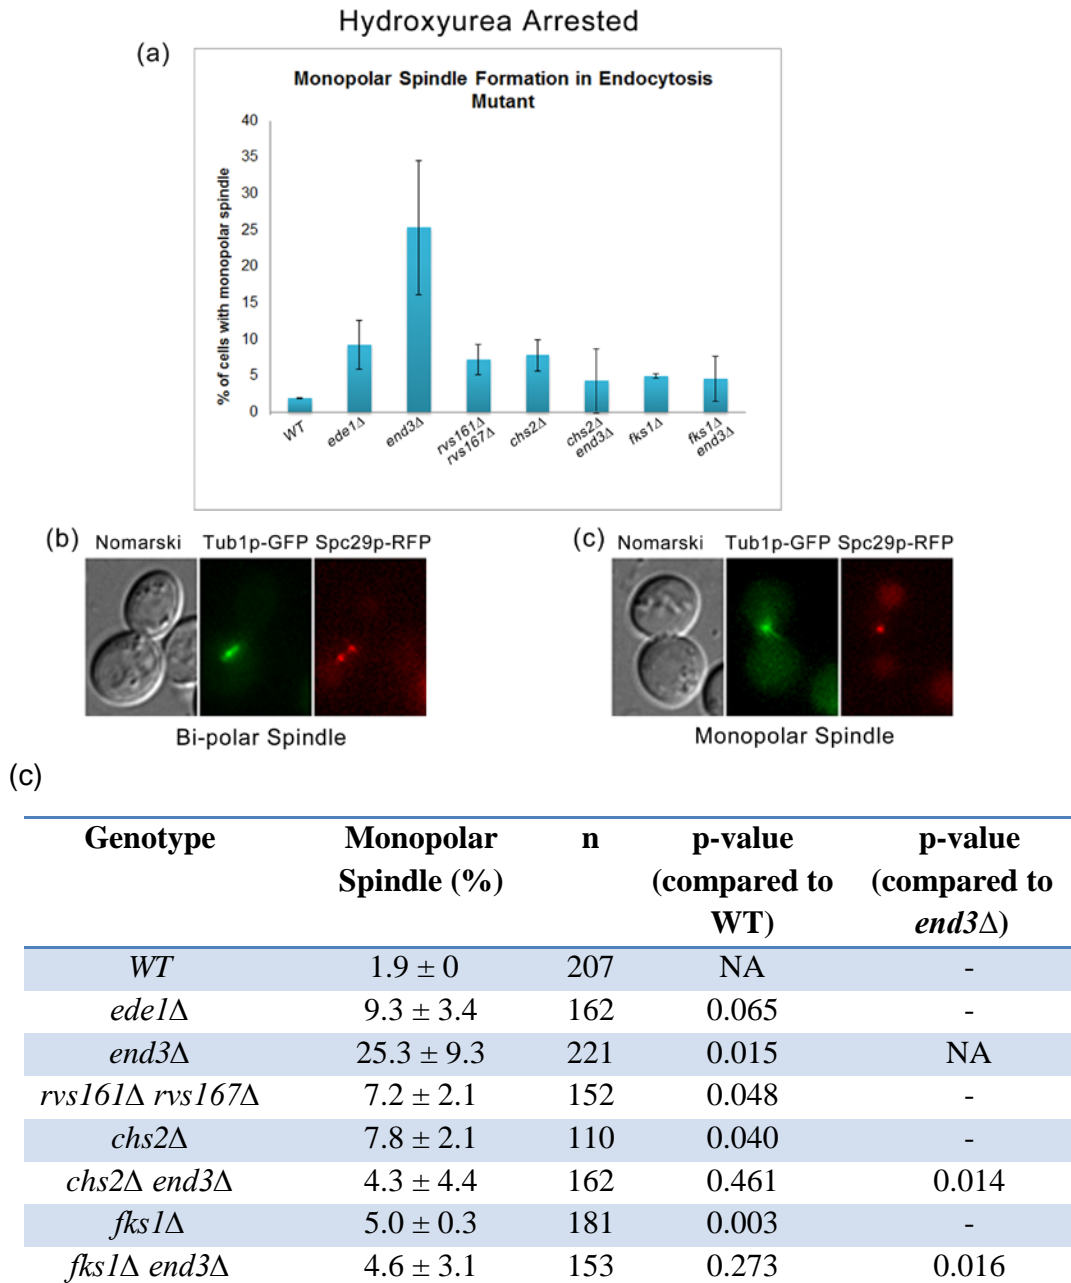 Hydroxyurea Arrested
(a)
Monopolar Spindle Formation in Endocytosis
Mutant
% of cells with monopolar spindle
40
35
30
25
20
15
10
5
0
WT
ede1Δ
end3Δ
rvs161Δ
rvs167Δ
chs2Δ
chs2Δ
end3Δ
fks1Δ
fks1Δ
end3Δ
(b)
Nomarski Tub1p-GFP Spc29p-RFP
Bi-polar Spindle
(c)
Nomarski Tub1p-GFP Spc29p-RFP
Monopolar Spindle
(c)
Genotype Monopolar n p-value p-value
Spindle (%) (compared to (compared to
WT) end3Δ)
WT 1.9 ± 0 207 NA -
ede1Δ 9.3 ± 3.4 162 0.065 -
end3Δ 25.3 ± 9.3 221 0.015 NA
rvs161Δ rvs167Δ 7.2 ± 2.1 152 0.048 -
chs2Δ 7.8 ± 2.1 110 0.040 -
chs2Δ end3Δ 4.3 ± 4.4 162 0.461 0.014
fks1Δ 5.0 ± 0.3 181 0.003 -
fks1Δ end3Δ 4.6 ± 3.1 153 0.273 0.016